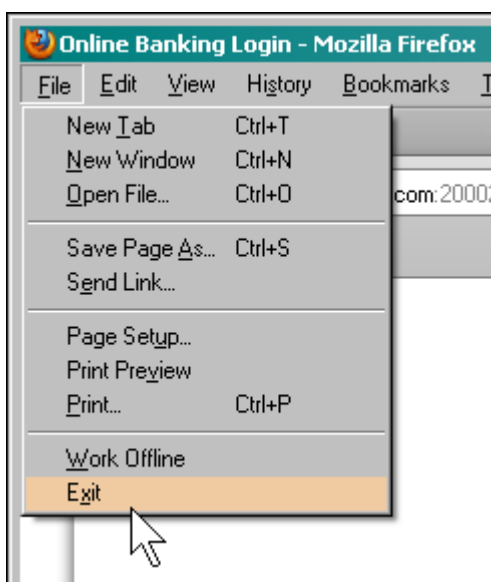 Online Banking Login - Mozilla Firefox
File Edit View History Bookmarks T
New Tab Ctrl+T
New Window Ctrl+N
Open File... Ctrl+O
com:20002
Save Page As... Ctrl+S
Send Link...
Page Setup...
Print Preview
Print... Ctrl+P
Work Offline
Exit